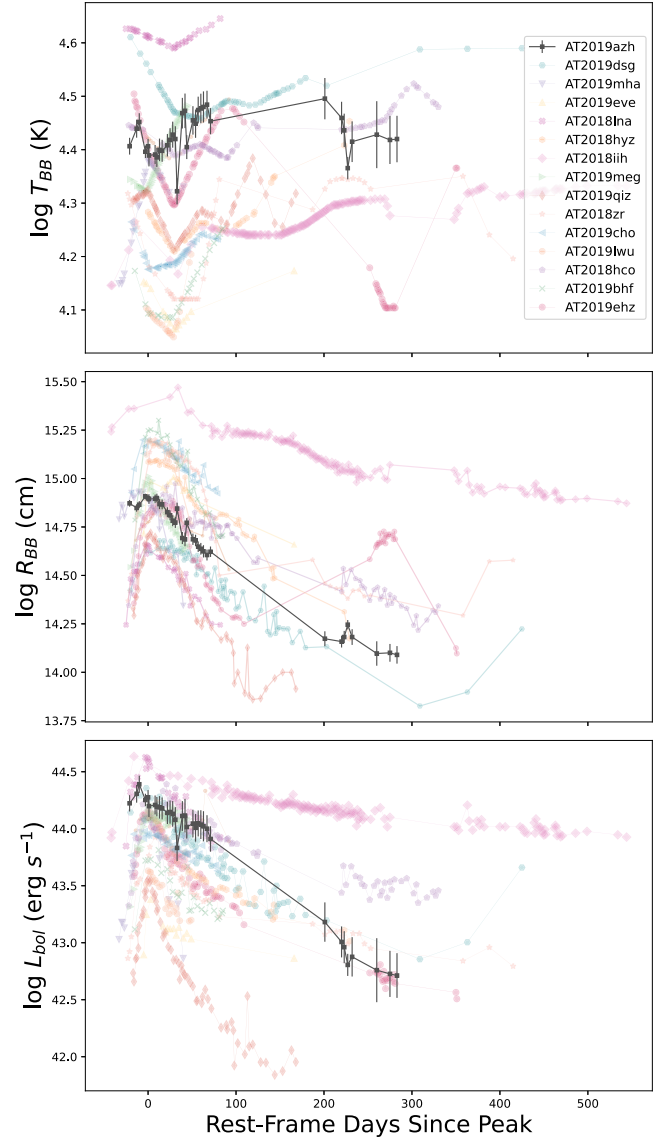 log T_BB (K)
4.6
4.5
4.4
4.3
4.2
4.1
AT2019azh
AT2019dsg
AT2019mha
AT2019eve
AT2018lna
AT2018hyz
AT2018iih
AT2019meg
AT2019qiz
AT2018zr
AT2019cho
AT2019lwu
AT2018hco
AT2019bhf
AT2019ehz
log R_BB (cm)
15.50
15.25
15.00
14.75
14.50
14.25
14.00
13.75
log L_bol (erg s⁻¹)
44.5
44.0
43.5
43.0
42.5
42.0
0 100 200 300 400 500
Rest-Frame Days Since Peak